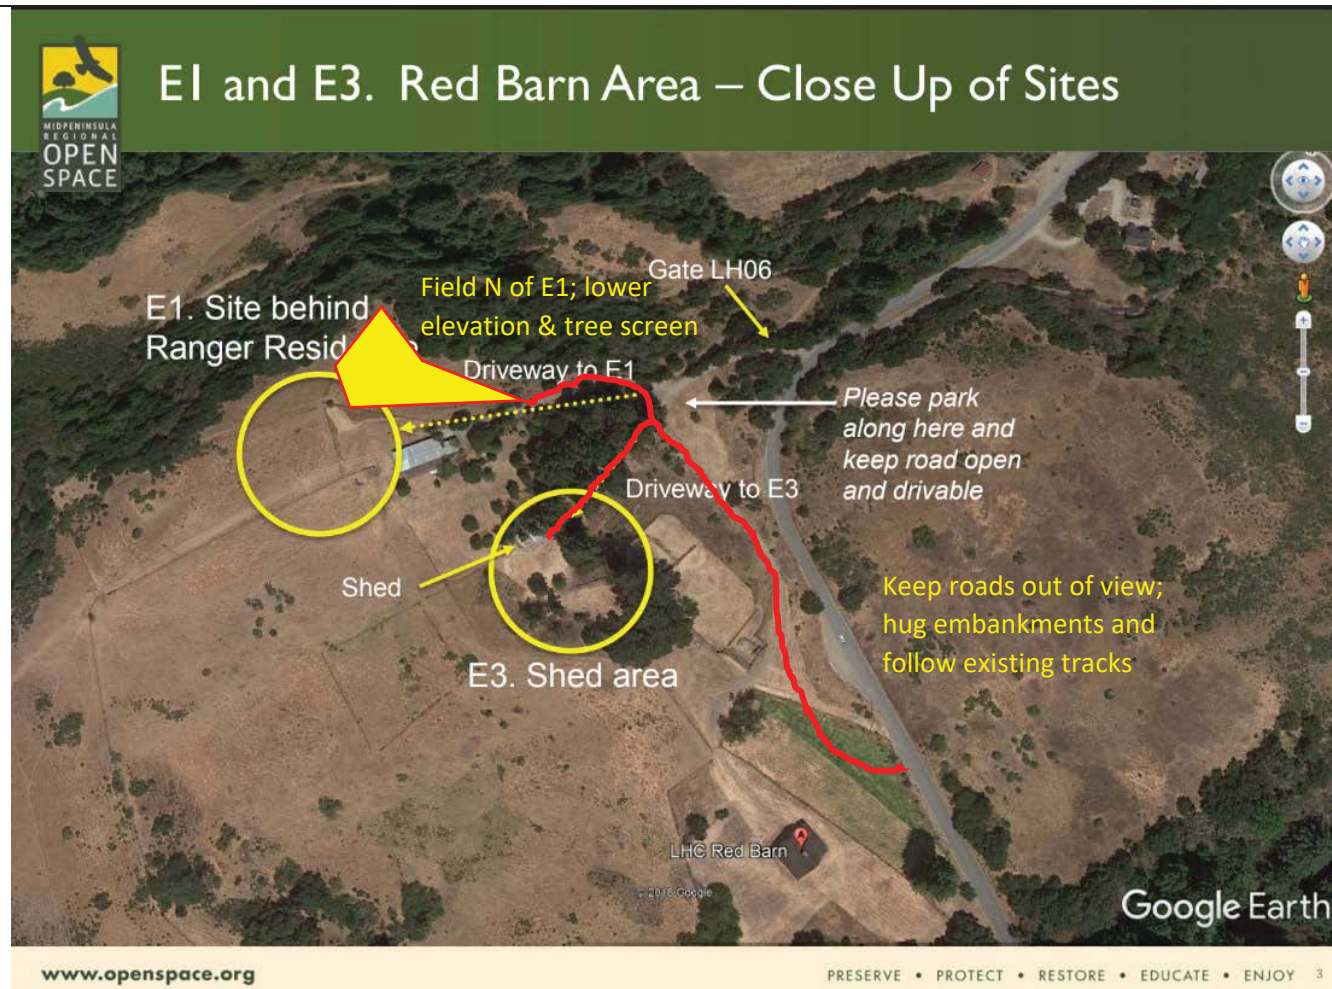 MIDPENINSULA
REGIONAL
OPEN
SPACE
E1 and E3. Red Barn Area – Close Up of Sites
Gate LH06
Field N of E1; lower
elevation & tree screen
E1. Site behind
Ranger
Driveway to E1
Please park
along here and
keep road open
and drivable
Driveway to E3
Shed
E3. Shed area
Keep roads out of view;
hug embankments and
follow existing tracks
A
LHC Red Barn
© 2018 Google
Google Earth
www.openspace.org
PRESERVE • PROTECT • RESTORE • EDUCATE • ENJOY 3